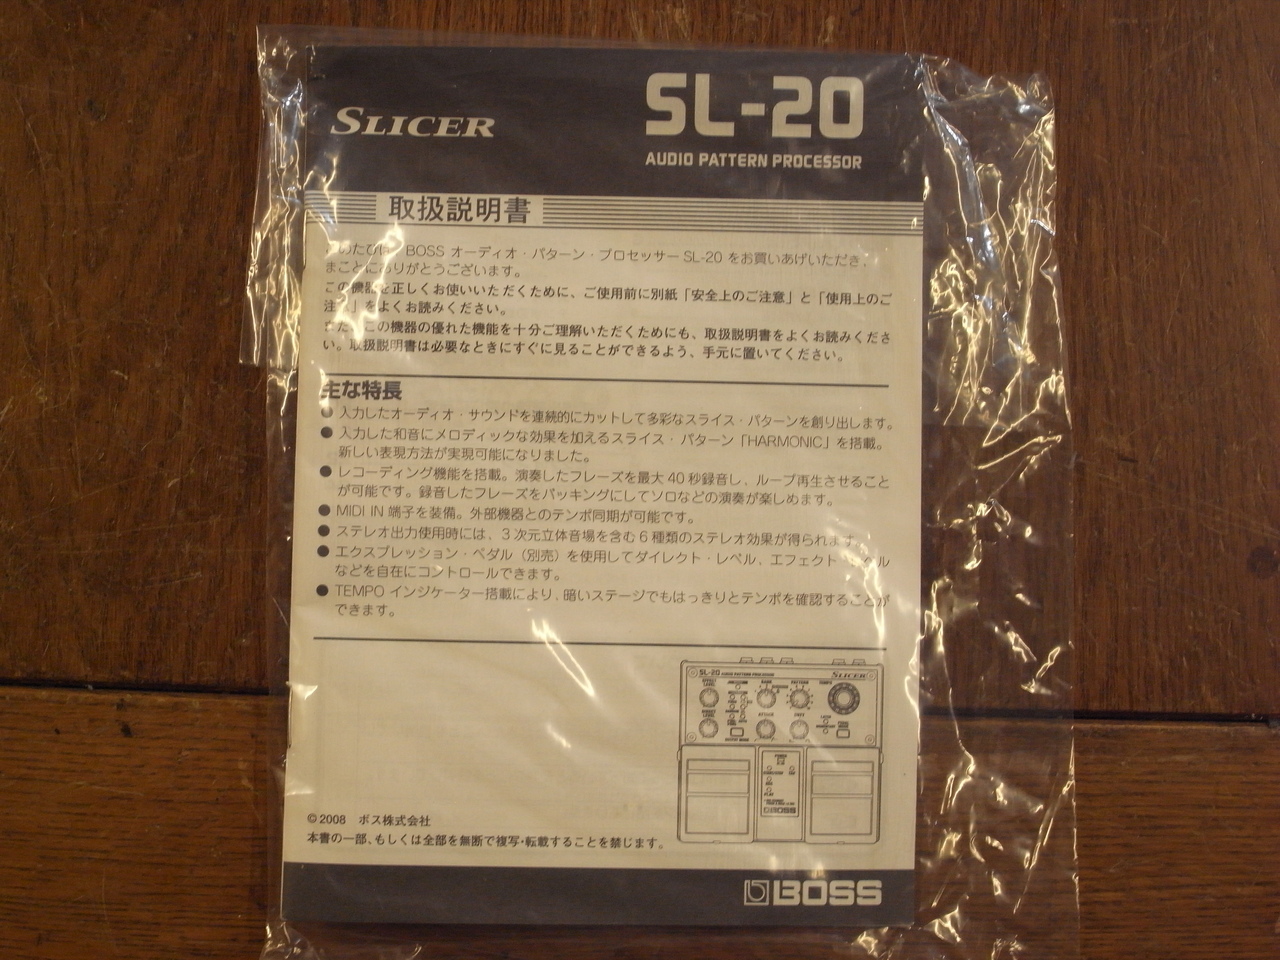 SLICER
SL-20
AUDIO PATTERN PROCESSOR
取扱説明書
このたびは、BOSS オーディオ・パターン・プロセッサー SL-20 をお買いあげいただき、
まことにありがとうございます。
この機器を正しくお使いいただくために、ご使用前に別紙「安全上のご注意」と「使用上のご
注意」をよくお読みください。
また、この機器の優れた機能を十分ご理解いただくためにも、取扱説明書をよくお読みくださ
い。取扱説明書は必要なときにすぐに見ることができるよう、手元に置いてください。
主な特長
● 入力したオーディオ・サウンドを連続的にカットして多彩なスライス・パターンを創り出します。
● 入力した和音にメロディックな効果を加えるスライス・パターン「HARMONIC」を搭載。
新しい表現方法が実現可能になりました。
● レコーディング機能を搭載。演奏したフレーズを最大 40 秒録音し、ループ再生させること
が可能です。録音したフレーズをバッキングにしてソロなどの演奏が楽しめます。
● MIDI IN 端子を装備。外部機器とのテンポ同期が可能です。
● ステレオ出力使用時には、3 次元立体音場を含む 6 種類のステレオ効果が得られます。
● エクスプレッション・ペダル（別売）を使用してダイレクト・レベル、エフェクト・レベル
などを自在にコントロールできます。
● TEMPO インジケーター搭載により、暗いステージでもはっきりとテンポを確認することが
できます。
SL-20 AUDIO PATTERN PROCESSOR
SLICER
BOSS
© 2008 ボス株式会社
本書の一部、もしくは全部を無断で複写・転載することを禁じます。
BOSS